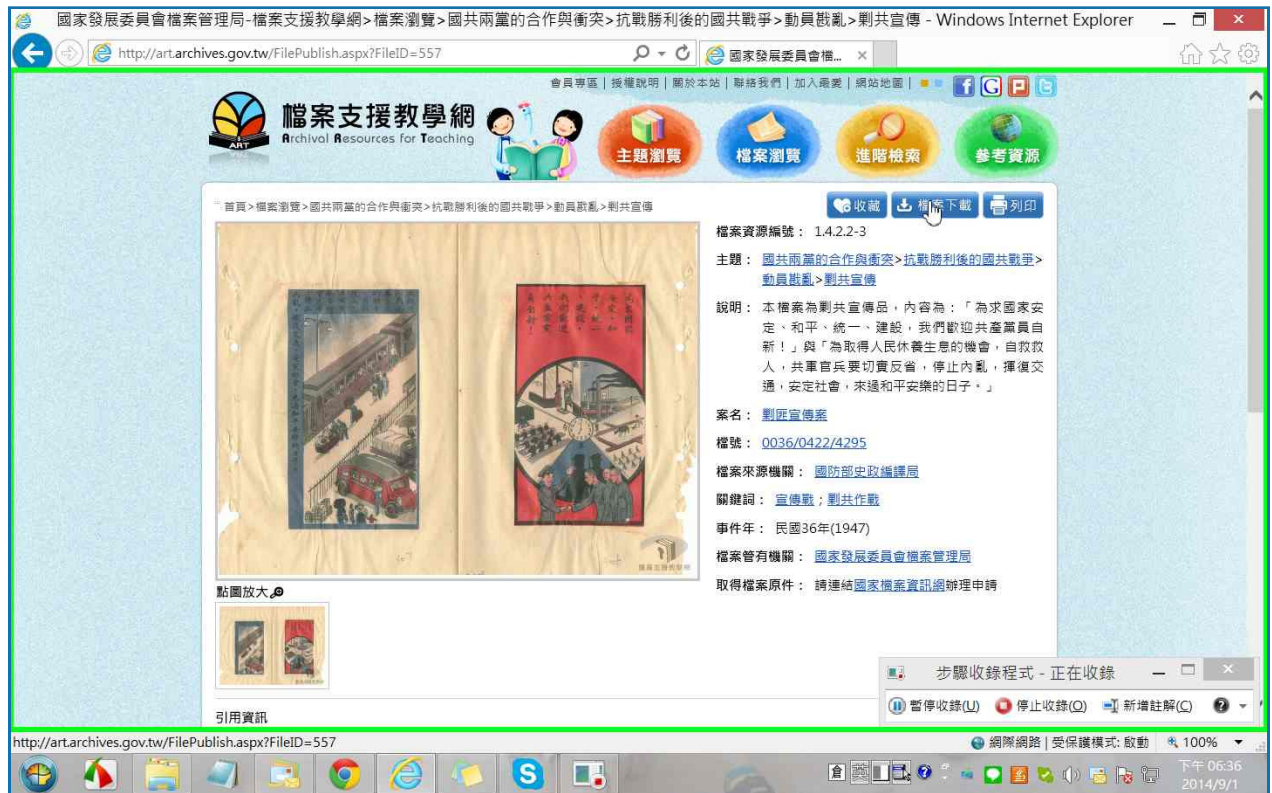 國家發展委員會檔案管理局-檔案支援教學網>檔案瀏覽>國共兩黨的合作與衝突>抗戰勝利後的國共戰爭>動員戡亂>剿共宣傳 - Windows Internet Explorer
http://art.archives.gov.tw/FilePublish.aspx?FileID=557
國家發展委員會檔...
會員專區 | 授權說明 | 關於本站 | 聯絡我們 | 加入最愛 | 網站地圖 |
檔案支援教學網
Archival Resources for Teaching
ART
主題瀏覽
檔案瀏覽
進階檢索
參考資源
首頁>檔案瀏覽>國共兩黨的合作與衝突>抗戰勝利後的國共戰爭>動員戡亂>剿共宣傳
收藏
檔案下載
列印
檔案資源編號： 1.4.2.2-3
主題： 國共兩黨的合作與衝突>抗戰勝利後的國共戰爭>
動員戡亂>剿共宣傳
說明： 本檔案為剿共宣傳品，內容為：「為求國家安
定、和平、統一、建設，我們歡迎共產黨員自
新！」與「為取得人民休養生息的機會，自救救
人，共軍官兵要切實反省，停止內亂，揮復交
通，安定社會，來過和平安樂的日子。」
案名： 剿匪宣傳案
檔號： 0036/0422/4295
檔案來源機關： 國防部史政編譯局
關鍵詞： 宣傳戰；剿共作戰
事件年： 民國36年(1947)
檔案管有機關： 國家發展委員會檔案管理局
取得檔案原件： 請連結國家檔案資訊網辦理申請
點圖放大
引用資訊
步驟收錄程式 - 正在收錄
暫停收錄(U)
停止收錄(O)
新增註解(C)
http://art.archives.gov.tw/FilePublish.aspx?FileID=557
網際網路 | 受保護模式: 啟動
100%
下午 06:36
2014/9/1